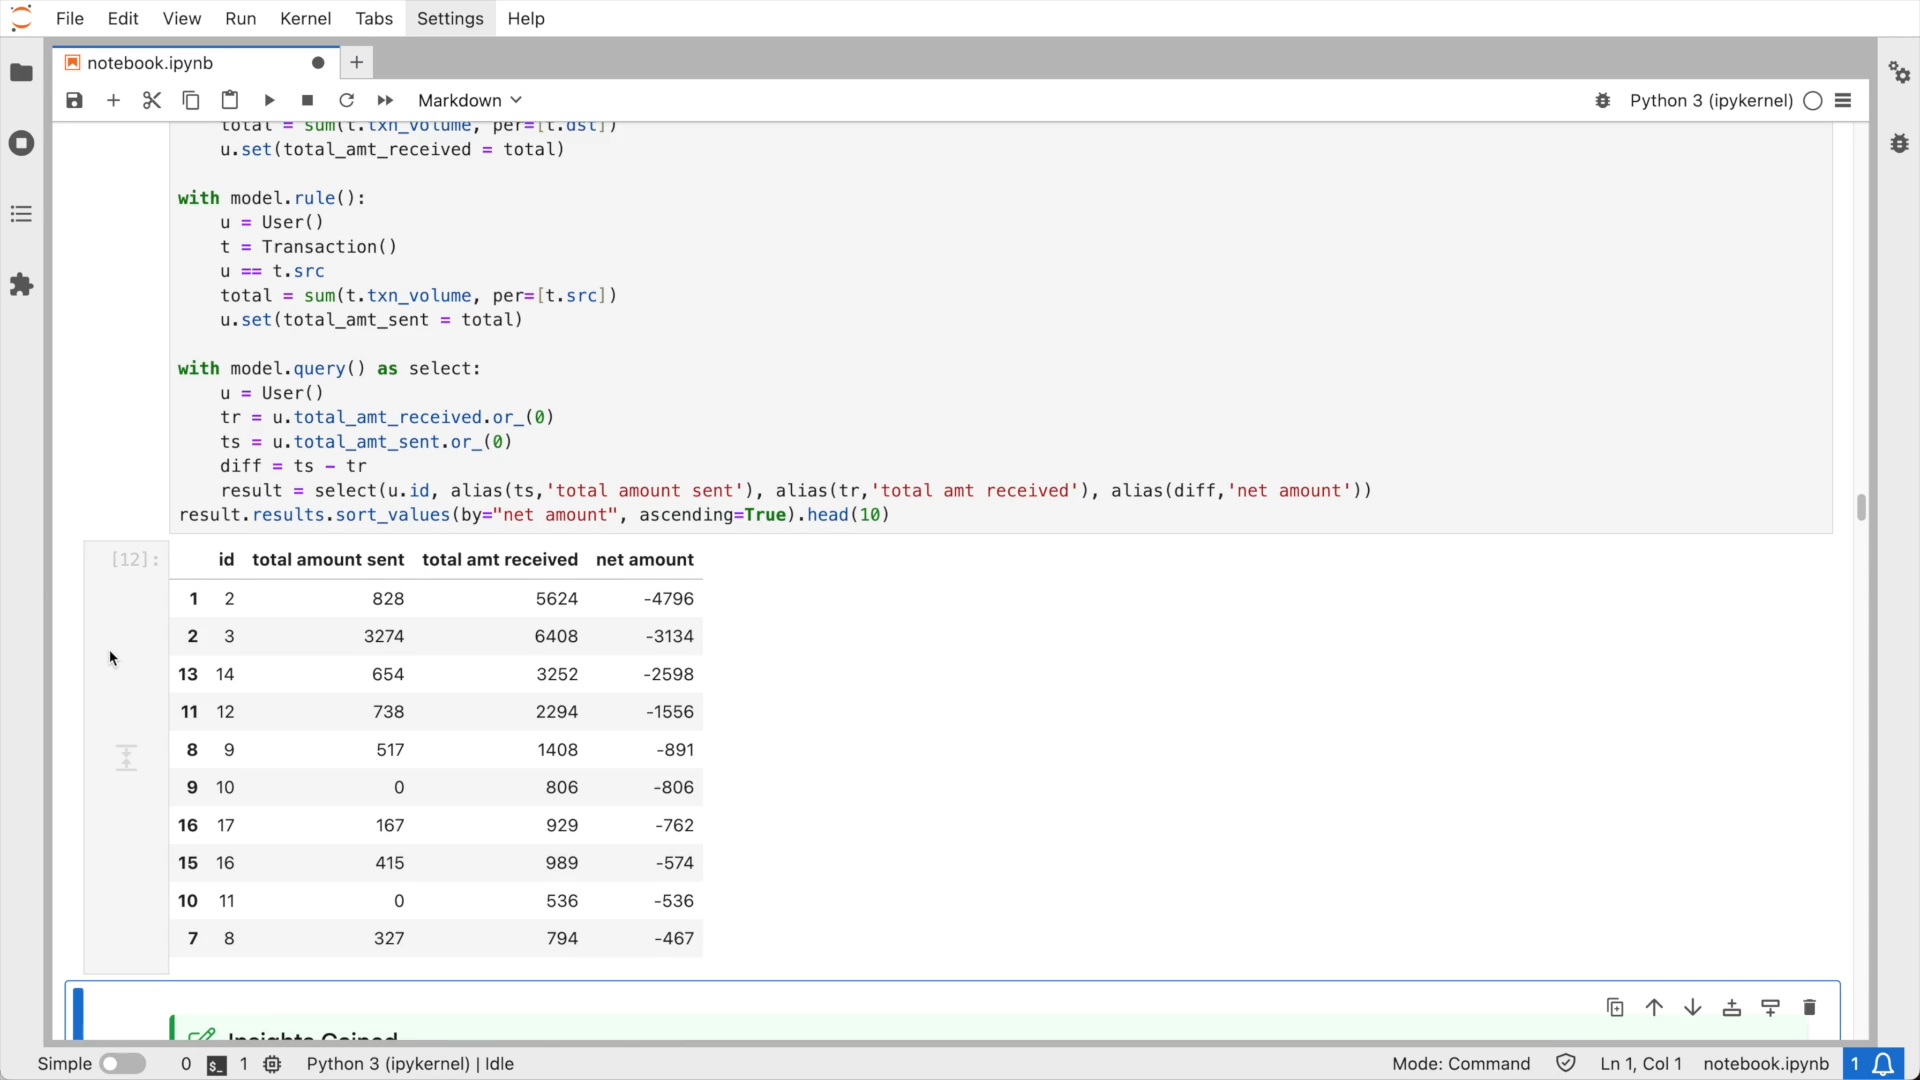 File Edit View Run Kernel Tabs Settings Help
notebook.ipynb
Markdown
Python 3 (ipykernel)
total = sum(t.txn_volume, per=[t.dst])
u.set(total_amt_received = total)
with model.rule():
u = User()
t = Transaction()
u == t.src
total = sum(t.txn_volume, per=[t.src])
u.set(total_amt_sent = total)
with model.query() as select:
u = User()
tr = u.total_amt_received.or_(0)
ts = u.total_amt_sent.or_(0)
diff = ts - tr
result = select(u.id, alias(ts,'total amount sent'), alias(tr,'total amt received'), alias(diff,'net amount'))
result.results.sort_values(by="net amount", ascending=True).head(10)
[12]: id total amount sent total amt received net amount
1 2 828 5624 -4796
2 3 3274 6408 -3134
13 14 654 3252 -2598
11 12 738 2294 -1556
8 9 517 1408 -891
9 10 0 806 -806
16 17 167 929 -762
15 16 415 989 -574
10 11 0 536 -536
7 8 327 794 -467
Insights Gained
Simple 0 $_ 1 Python 3 (ipykernel) | Idle Mode: Command Ln 1, Col 1 notebook.ipynb 1